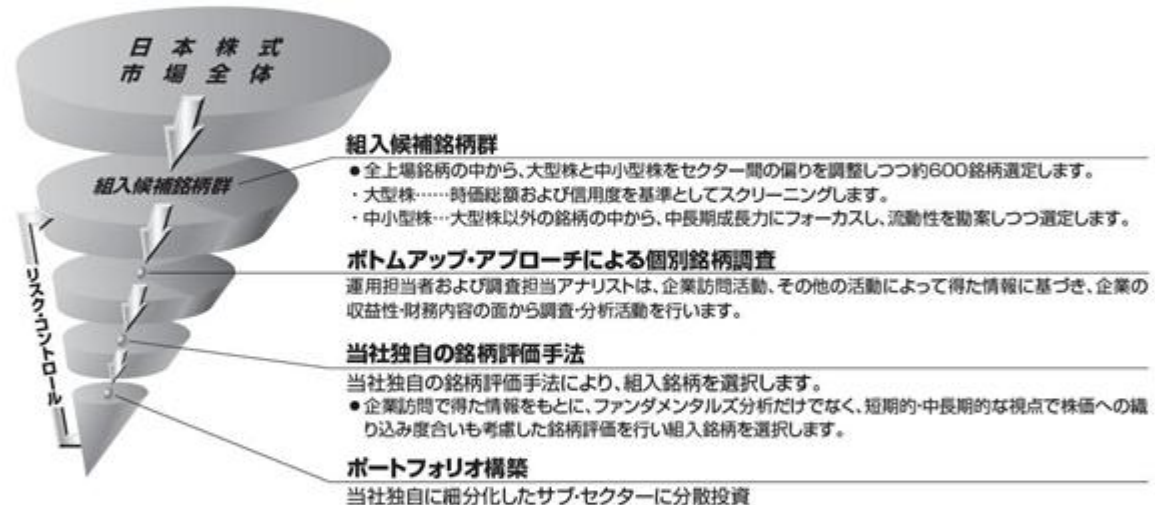 日本株式
市場全体
組入候補銘柄群
組入候補銘柄群
●全上場銘柄の中から、大型株と中小型株をセクター間の偏りを調整しつつ約600銘柄選定します。
・大型株……時価総額および信用度を基準としてスクリーニングします。
・中小型株…大型株以外の銘柄の中から、中長期成長力にフォーカスし、流動性を勘案しつつ選定します。
ボトムアップ・アプローチによる個別銘柄調査
運用担当者および調査担当アナリストは、企業訪問活動、その他の活動によって得た情報に基づき、企業の
収益性・財務内容の面から調査・分析活動を行います。
リスク・コントロール
当社独自の銘柄評価手法
当社独自の銘柄評価手法により、組入銘柄を選択します。
●企業訪問で得た情報をもとに、ファンダメンタルズ分析だけでなく、短期的・中長期的な視点で株価への織
り込み度合いも考慮した銘柄評価を行い組入銘柄を選択します。
ポートフォリオ構築
当社独自に細分化したサブ・セクターに分散投資